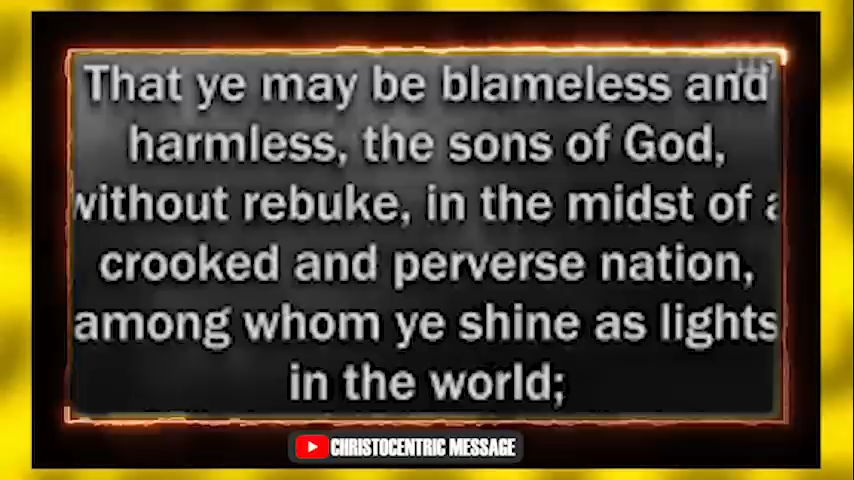 That ye may be blameless and
harmless, the sons of God,
without rebuke, in the midst of a
crooked and perverse nation,
among whom ye shine as lights
in the world;
CHRISTOCENTRIC MESSAGE